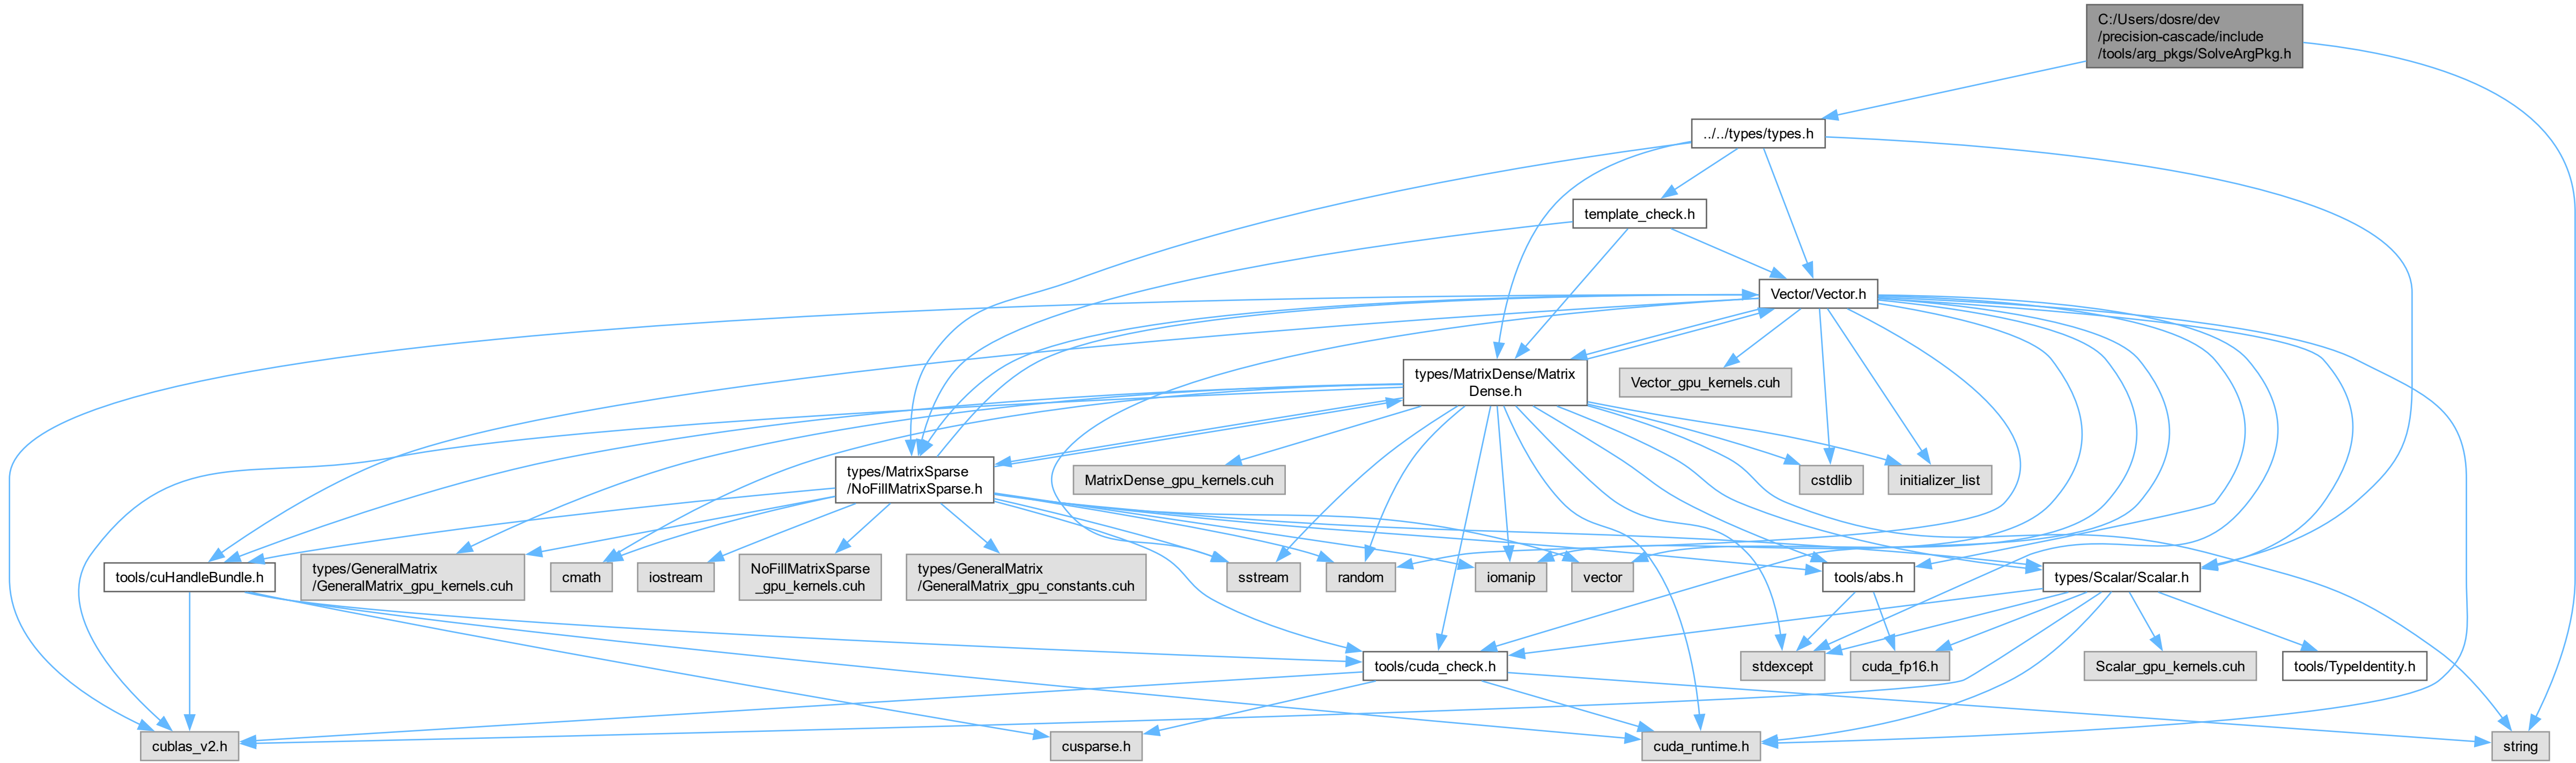 C:/Users/dosre/dev
/precision-cascade/include
/tools/arg_pkgs/SolveArgPkg.h
../../types/types.h
template_check.h
Vector/Vector.h
types/MatrixDense/Matrix
Dense.h
Vector_gpu_kernels.cuh
types/MatrixSparse
/NoFillMatrixSparse.h
MatrixDense_gpu_kernels.cuh
cstdlib
initializer_list
tools/cuHandleBundle.h
types/GeneralMatrix
/GeneralMatrix_gpu_kernels.cuh
cmath
iostream
NoFillMatrixSparse
_gpu_kernels.cuh
types/GeneralMatrix
/GeneralMatrix_gpu_constants.cuh
sstream
random
iomanip
vector
tools/abs.h
types/Scalar/Scalar.h
tools/cuda_check.h
stdexcept
cuda_fp16.h
Scalar_gpu_kernels.cuh
tools/TypeIdentity.h
cublas_v2.h
cusparse.h
cuda_runtime.h
string